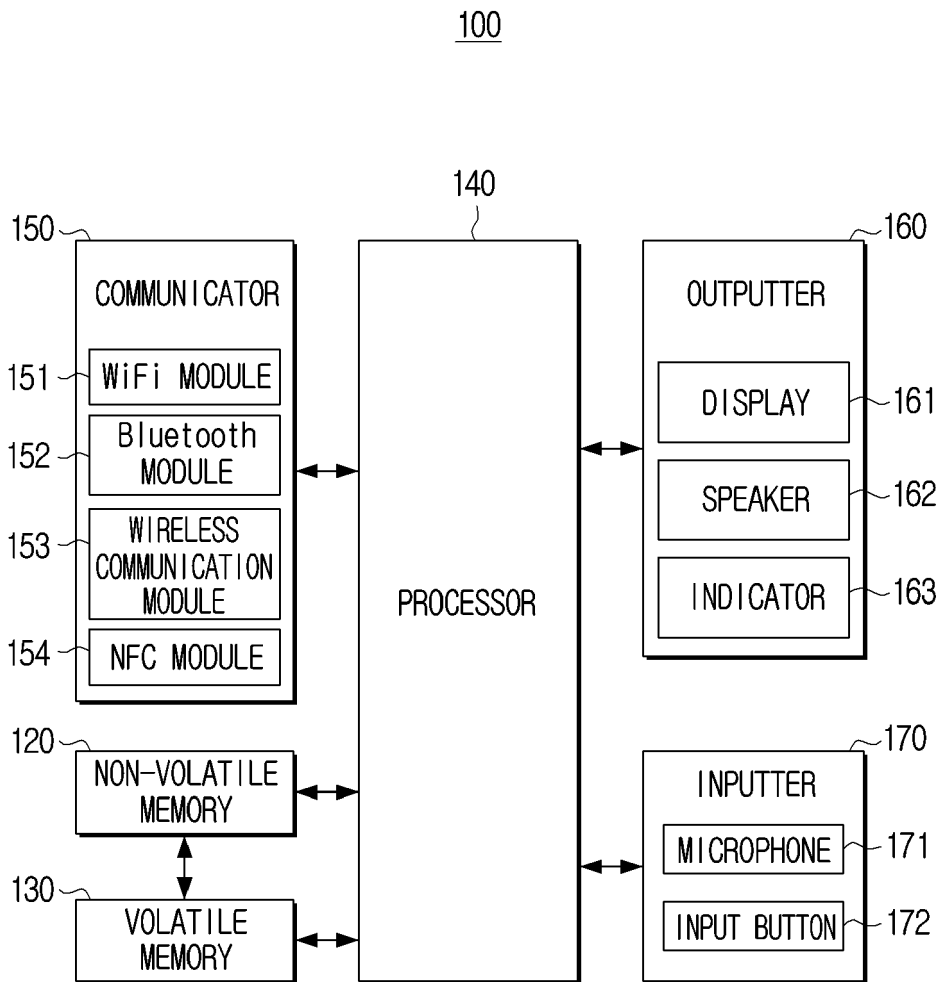 100
140
150
COMMUNICATOR
151
WiFi MODULE
152
Bluetooth
MODULE
153
WIRELESS
COMMUNICATION
MODULE
154
NFC MODULE
120
NON-VOLATILE
MEMORY
130
VOLATILE
MEMORY
PROCESSOR
160
OUTPUTTER
DISPLAY
161
SPEAKER
162
INDICATOR
163
170
INPUTTER
MICROPHONE
171
INPUT BUTTON
172